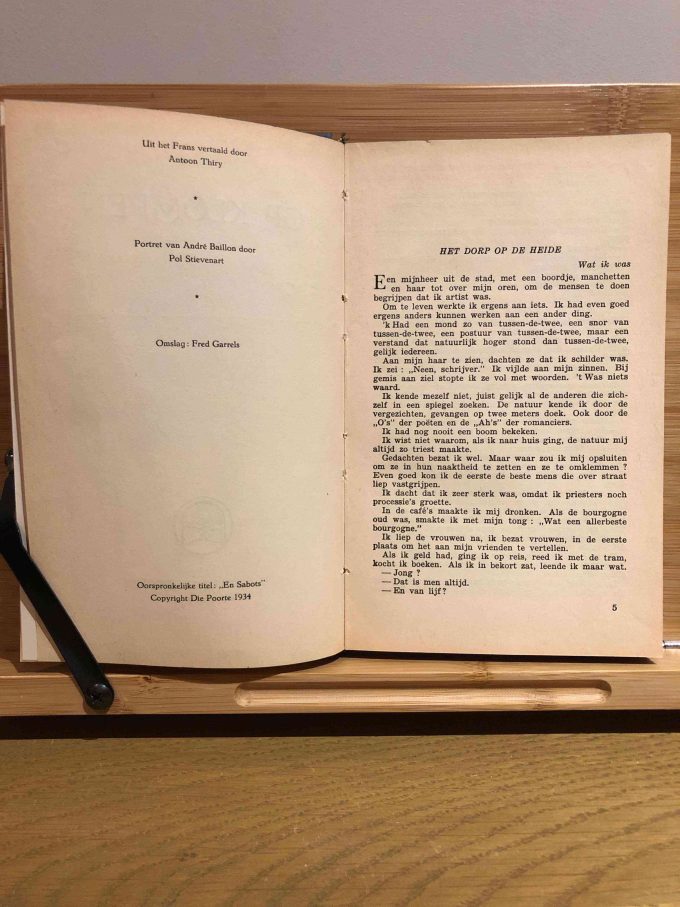 Uit het Frans vertaald door
Antoon Thiry
*
Portret van André Baillon door
Pol Stievenart
*
Omslag: Fred Garrels
Oorspronkelijke titel: „En Sabots"
Copyright Die Poorte 1934
HET DORP OP DE HEIDE
Wat ik was
Een mijnheer uit de stad, met een boordje, manchetten
en haar tot over mijn oren, om de mensen te doen
begrijpen dat ik artist was.
Om te leven werkte ik ergens aan iets. Ik had even goed
ergens anders kunnen werken aan een ander ding.
'k Had een mond zo van tussen-de-twee, een snor van
tussen-de-twee, een postuur van tussen-de-twee, maar een
verstand dat natuurlijk hoger stond dan tussen-de-twee,
gelijk iedereen.
Aan mijn haar te zien, dachten ze dat ik schilder was.
Ik zei: „Neen, schrijver." Ik vijlde aan mijn zinnen. Bij
gemis aan ziel stopte ik ze vol met woorden. 't Was niets
waard.
Ik kende mezelf niet, juist gelijk al de anderen die zich-
zelf in een spiegel zoeken. De natuur kende ik door de
vergezichten, gevangen op twee meters doek. Ook door de
„O's" der poëten en de „Ah's" der romanciers.
Ik had nog nooit een boom bekeken.
Ik wist niet waarom, als ik naar huis ging, de natuur mij
altijd zo triest maakte.
Gedachten bezat ik wel. Maar waar zou ik mij opsluiten
om ze in hun naaktheid te zetten en ze te omklemmen?
Even goed kon ik de eerste de beste mens die over straat
liep vastgrijpen.
Ik dacht dat ik zeer sterk was, omdat ik priesters noch
processie's groette.
In de café's maakte ik mij dronken. Als de bourgogne
oud was, smakte ik met mijn tong: „Wat een allerbeste
bourgogne."
Ik liep de vrouwen na, ik bezat vrouwen, in de eerste
plaats om het aan mijn vrienden te vertellen.
Als ik geld had, ging ik op reis, reed ik met de tram,
kocht ik boeken. Als ik in bekort zat, leende ik maar wat.
— Jong?
— Dat is men altijd.
— En van lijf?
5